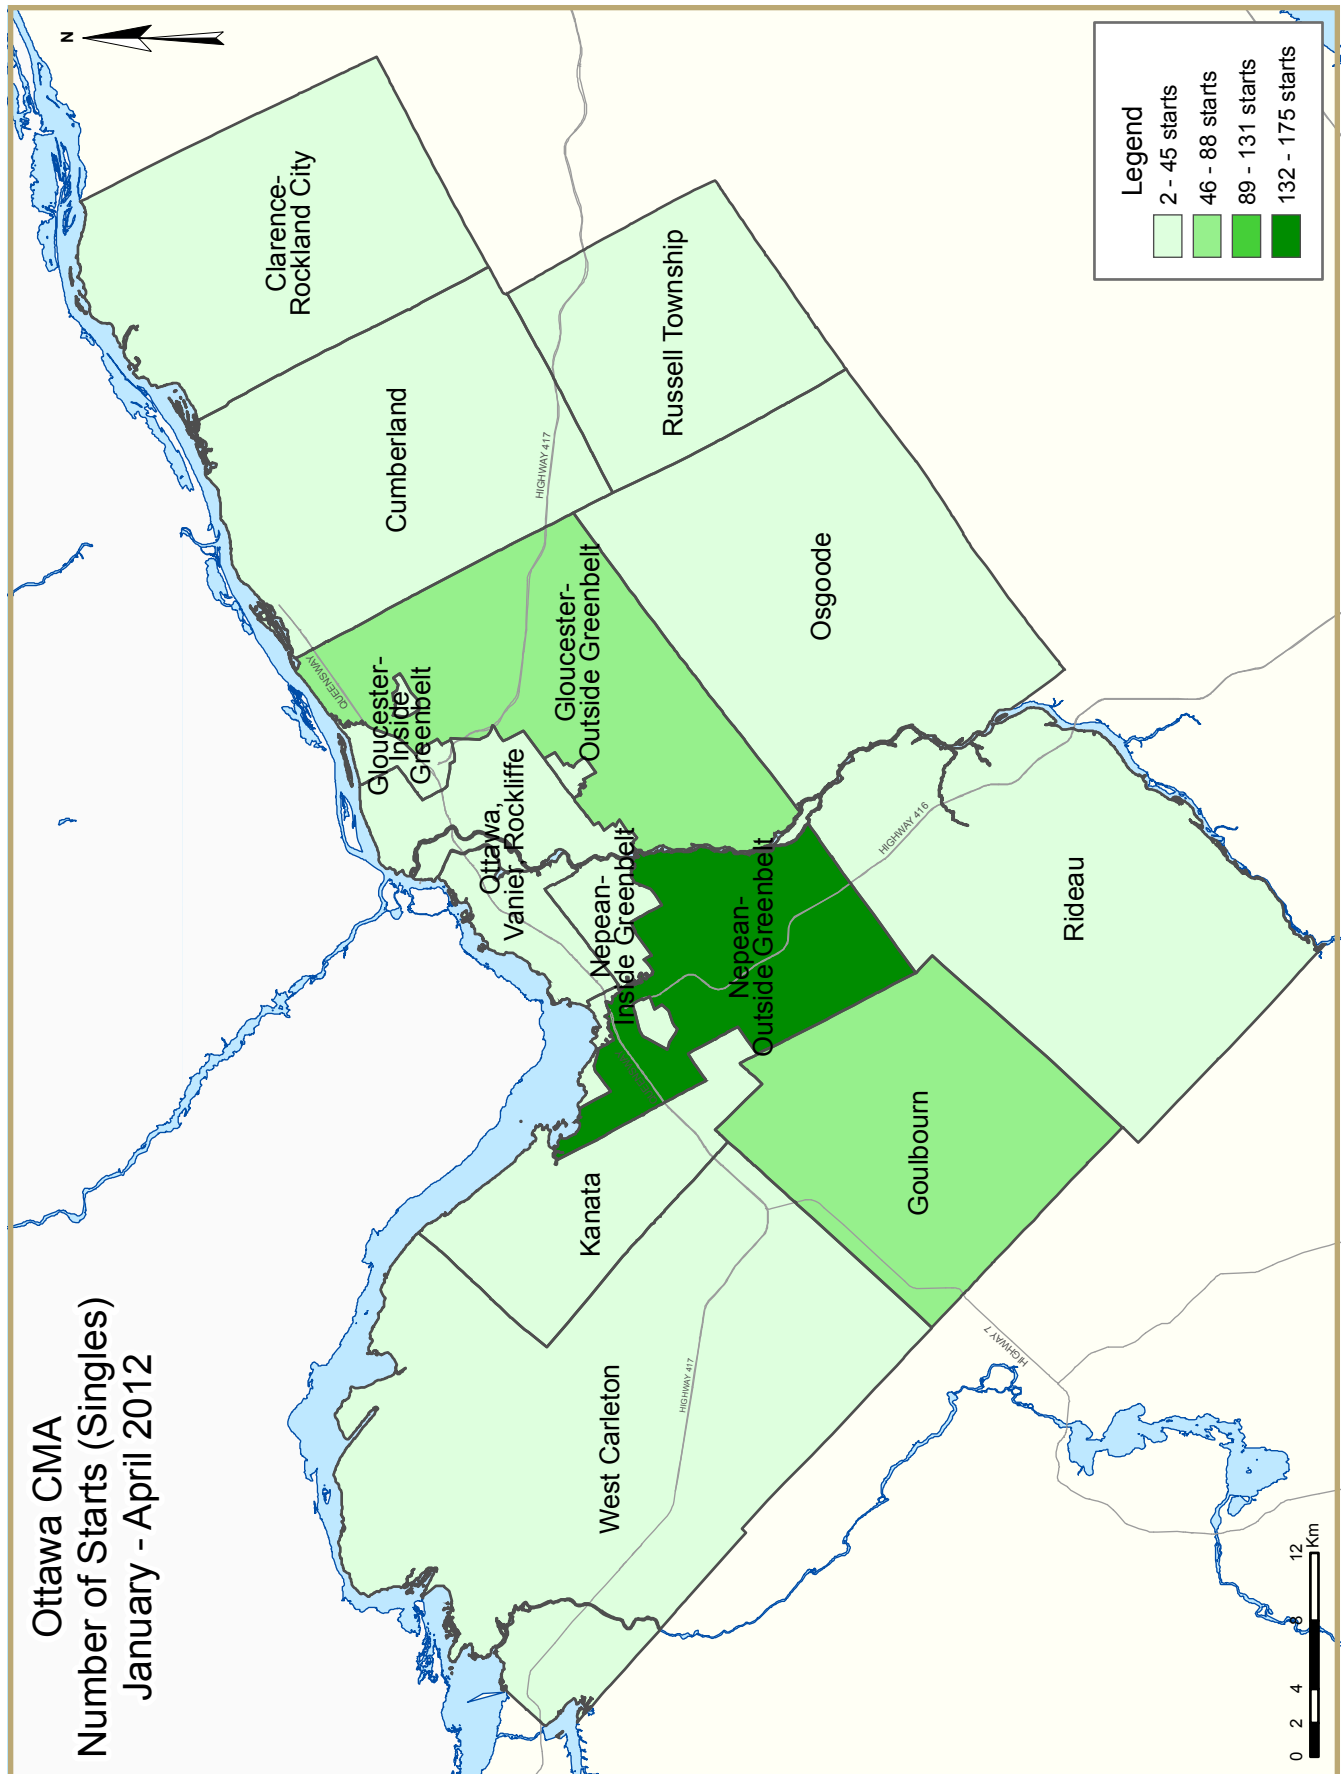 Ottawa CMA
Number of Starts (Singles)
January - April 2012
N
West Carleton
HIGHWAY 417
Kanata
Goulbourn
HIGHWAY 7
Nepean-
Outside Greenbelt
Nepean-
Inside Greenbelt
Ottawa,
Vanier, Rockliffe
Gloucester-
Inside
Greenbelt
QUEENSWAY
Gloucester-
Outside Greenbelt
Cumberland
HIGHWAY 417
Clarence-
Rockland City
Russell Township
Osgoode
Rideau
HIGHWAY 416
Legend
2 - 45 starts
46 - 88 starts
89 - 131 starts
132 - 175 starts
0 2 4 8 12
Km